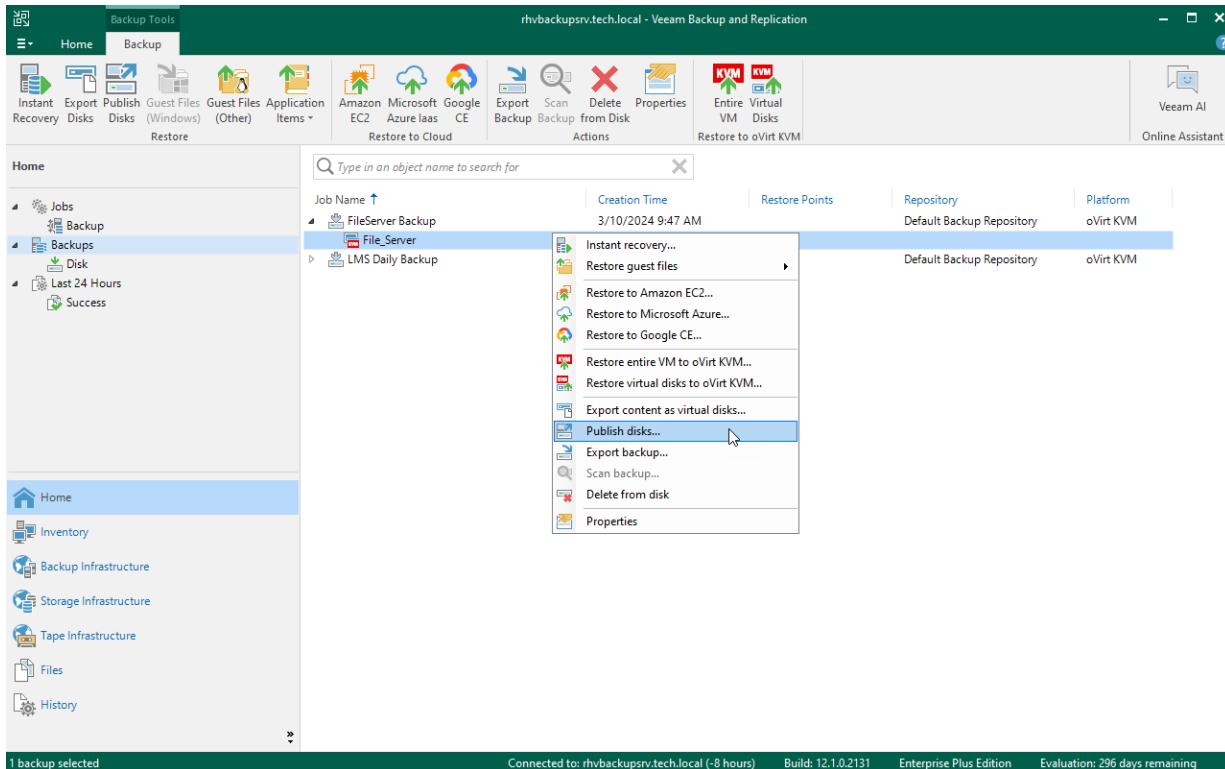 Backup Tools
rhvbackupsrv.tech.local - Veeam Backup and Replication
Home Backup
Instant Recovery
Export Disks
Publish Disks
Guest Files (Windows)
Guest Files (Other)
Application Items
Restore
Amazon EC2
Microsoft Azure Iaas
Google CE
Restore to Cloud
Export Backup
Scan Backup
Delete from Disk
Properties
Actions
Entire VM
Virtual Disks
Restore to oVirt KVM
Veeam AI
Online Assistant
Home
Jobs
Backup
Backups
Disk
Last 24 Hours
Success
Type in an object name to search for
Job Name Creation Time Restore Points Repository Platform
FileServer Backup 3/10/2024 9:47 AM Default Backup Repository oVirt KVM
File_Server
LMS Daily Backup Default Backup Repository oVirt KVM
Instant recovery...
Restore guest files
Restore to Amazon EC2...
Restore to Microsoft Azure...
Restore to Google CE...
Restore entire VM to oVirt KVM...
Restore virtual disks to oVirt KVM...
Export content as virtual disks...
Publish disks...
Export backup...
Scan backup...
Delete from disk
Properties
Home
Inventory
Backup Infrastructure
Storage Infrastructure
Tape Infrastructure
Files
History
1 backup selected Connected to: rhvbackupsrv.tech.local (-8 hours) Build: 12.1.0.2131 Enterprise Plus Edition Evaluation: 296 days remaining